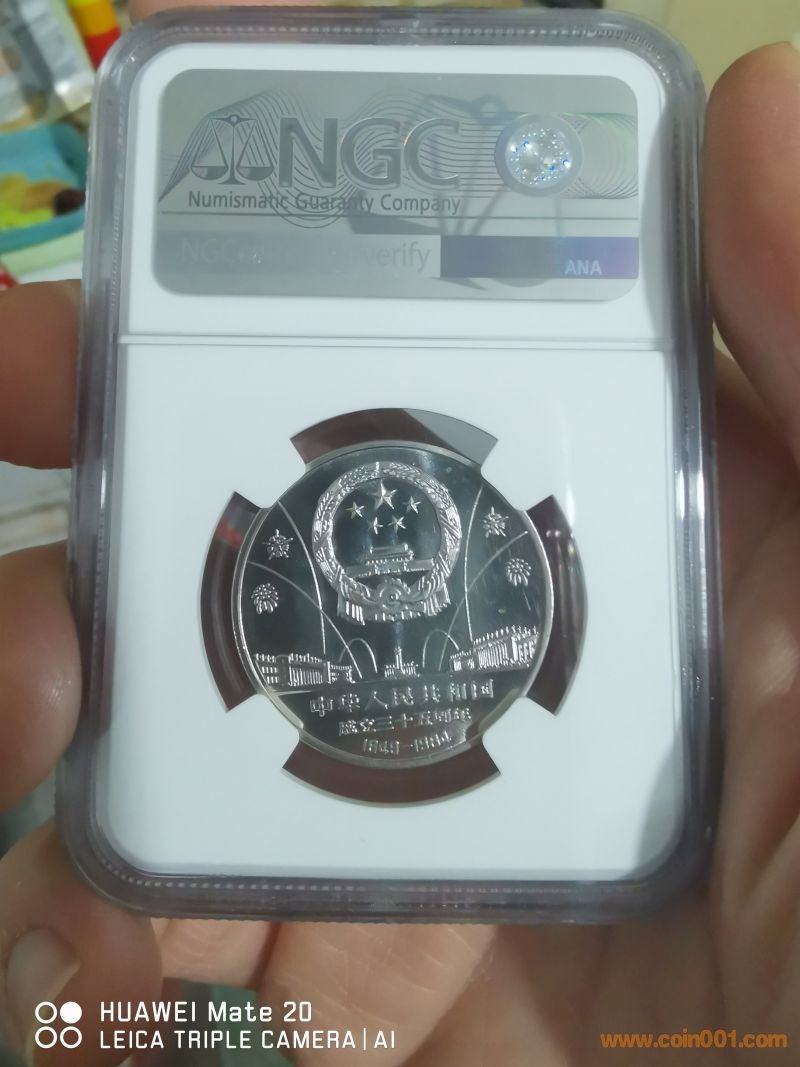 NGC
Numismatic Guaranty Company
verify
ANA
中华人民共和国
成立三十五周年
1949-1984
HUAWEI Mate 20
LEICA TRIPLE CAMERA | AI
www.coin001.com